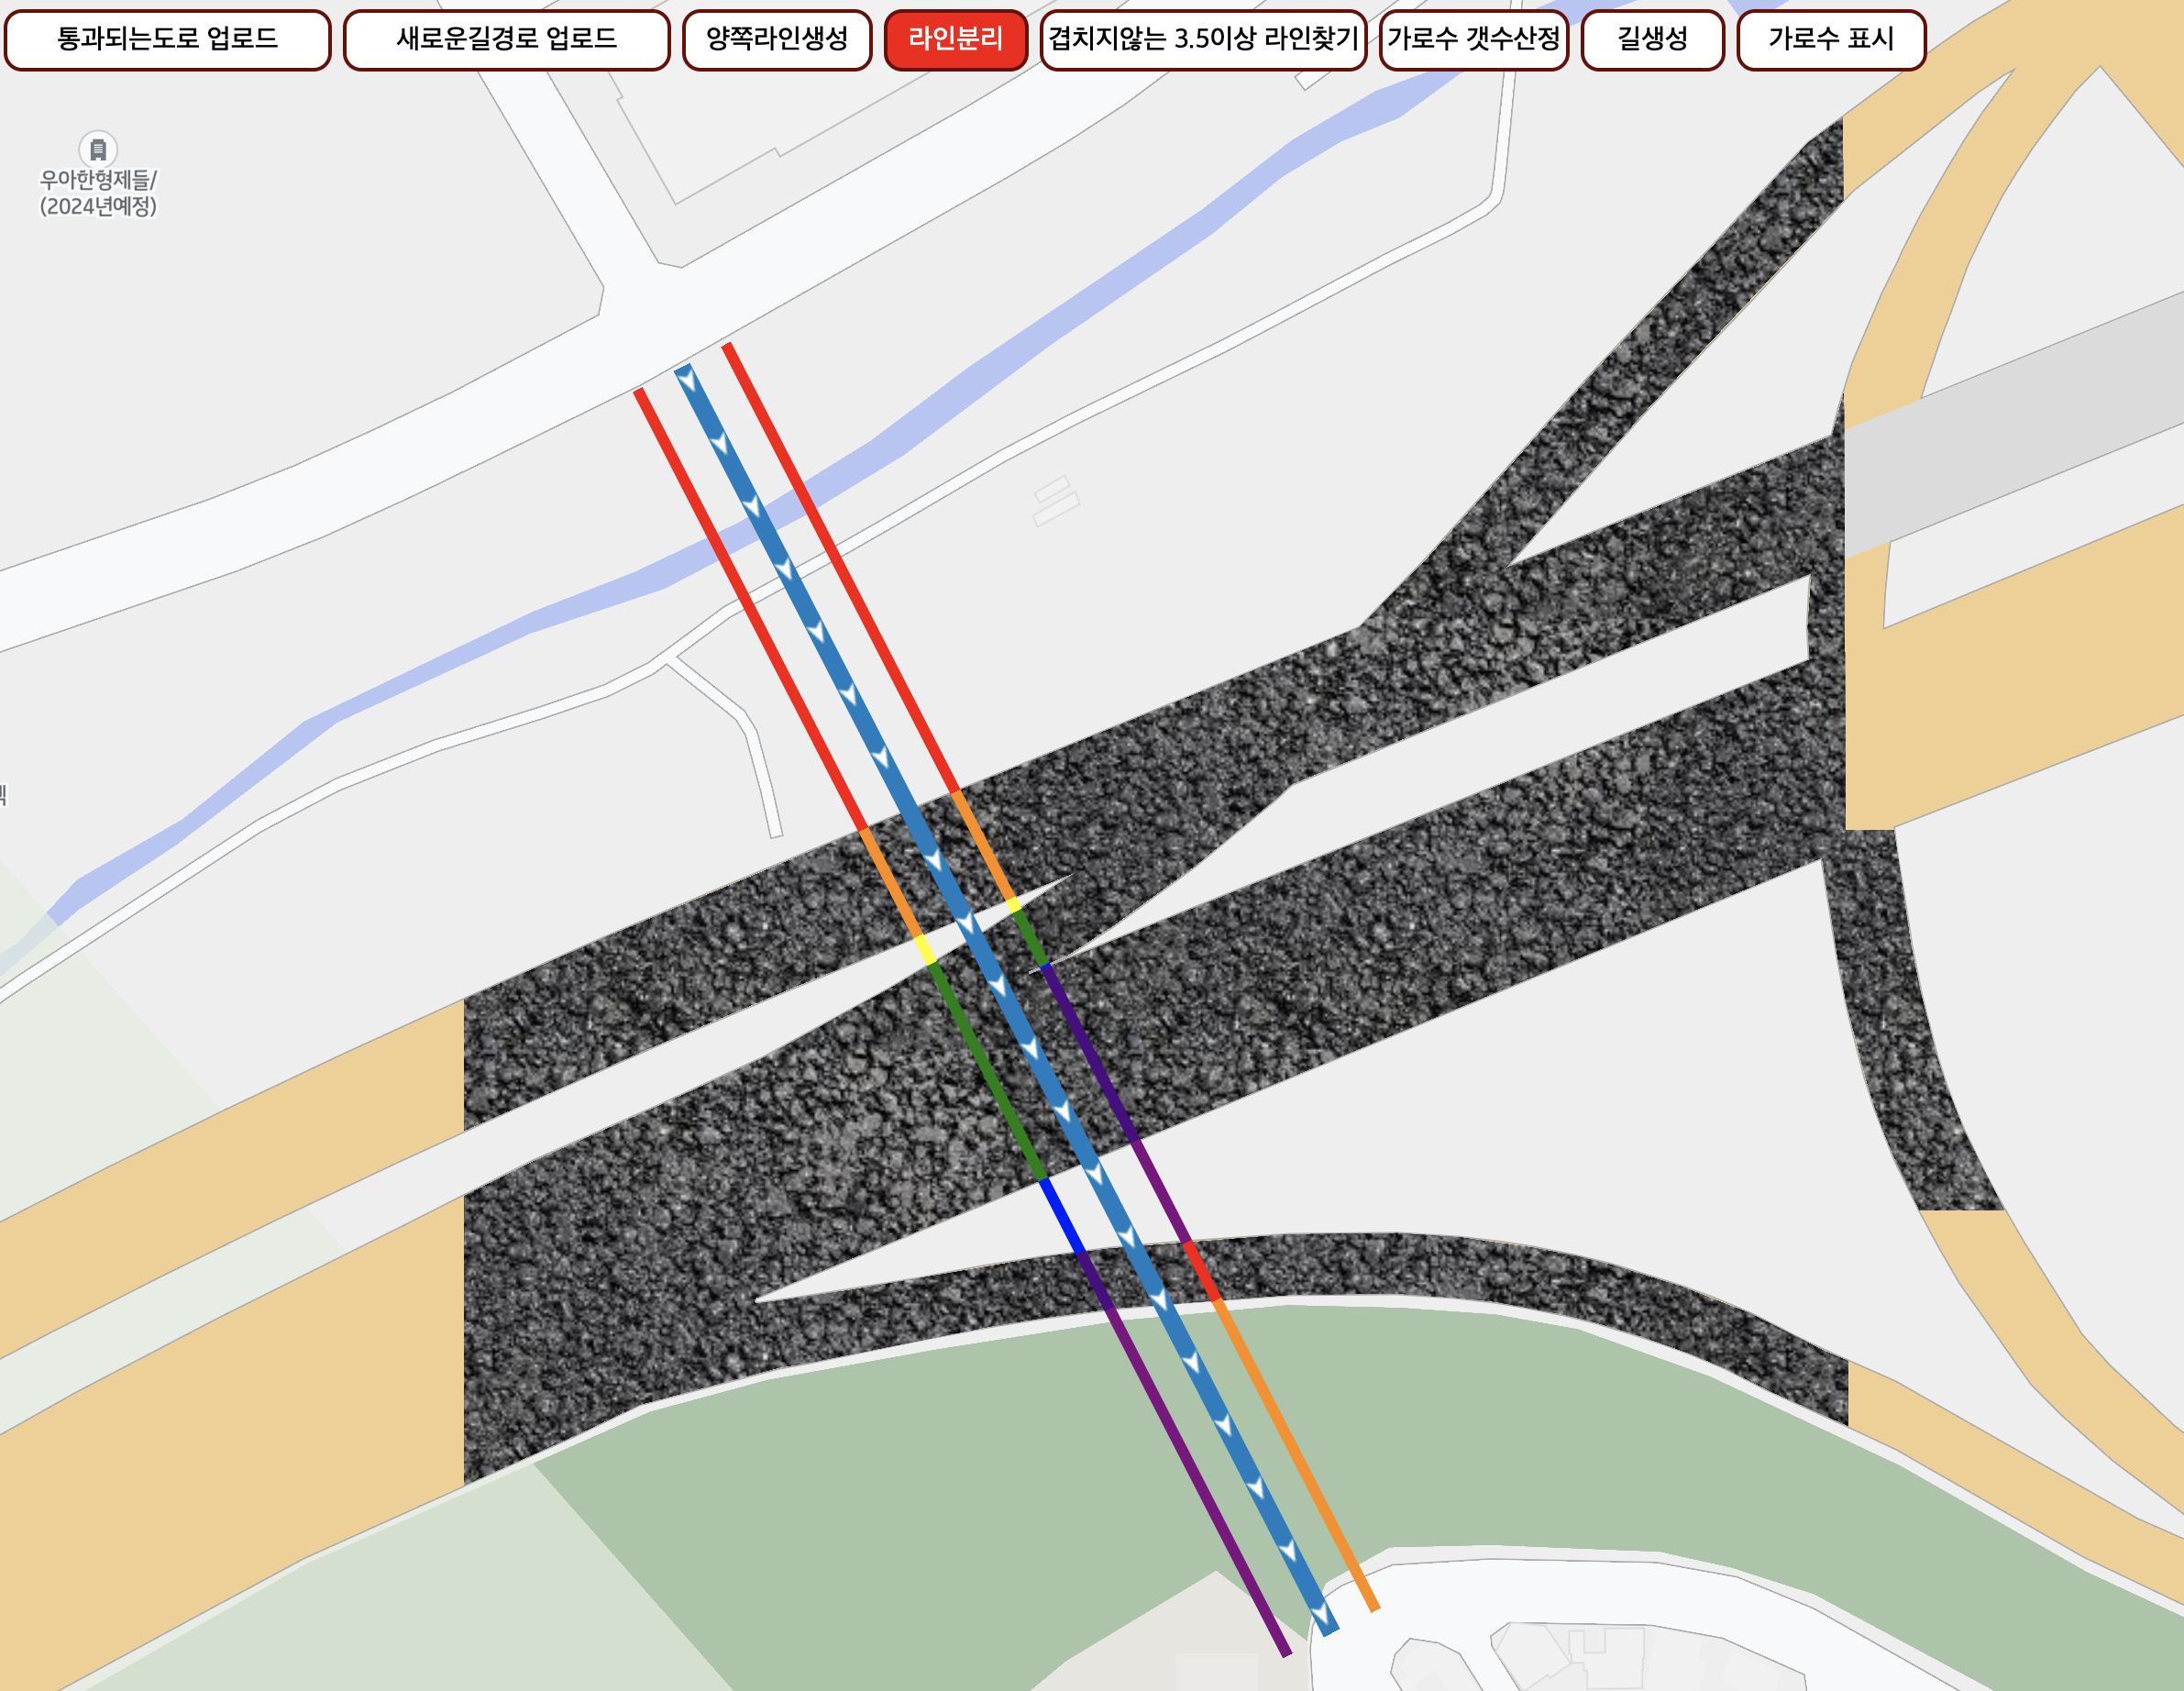 통과되는도로 업로드
새로운길경로 업로드
양쪽라인생성
라인분리
겹치지않는 3.5이상 라인찾기
가로수 갯수산정
길생성
가로수 표시
우아한형제들/
(2024년예정)